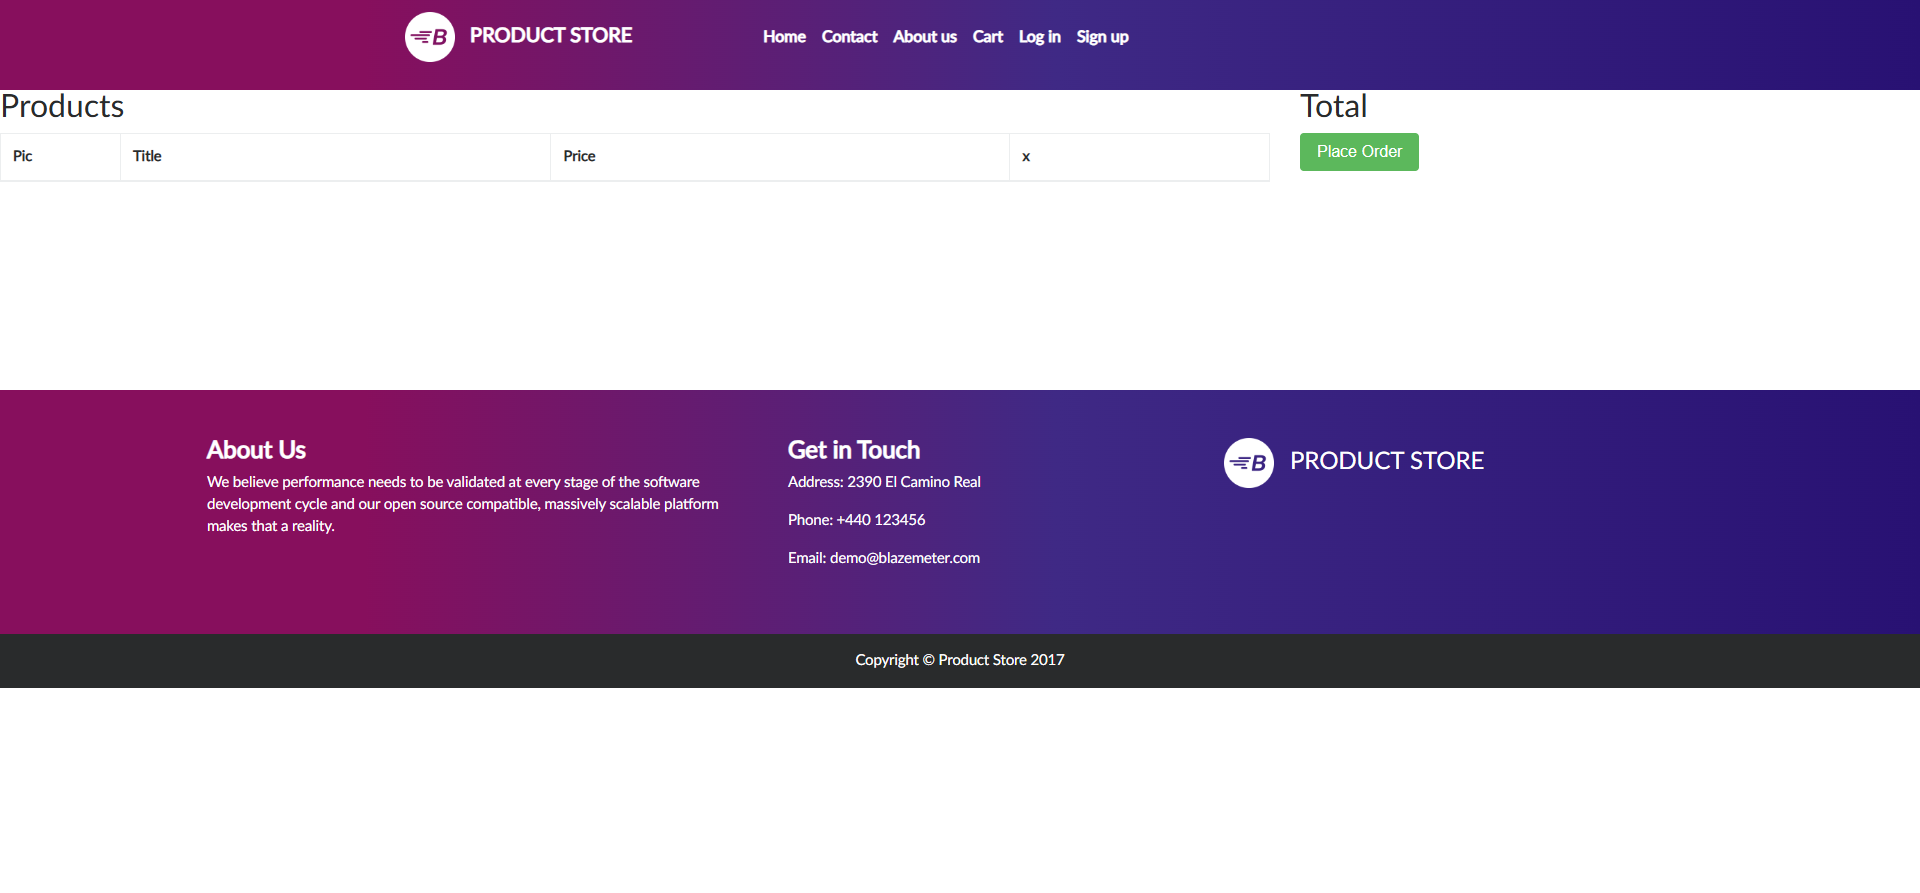 B PRODUCT STORE Home Contact About us Cart Log in Sign up
Products
Total
Pic Title Price x
Place Order
About Us
We believe performance needs to be validated at every stage of the software
development cycle and our open source compatible, massively scalable platform
makes that a reality.
Get in Touch
Address: 2390 El Camino Real
Phone: +440 123456
Email: demo@blazemeter.com
B PRODUCT STORE
Copyright © Product Store 2017